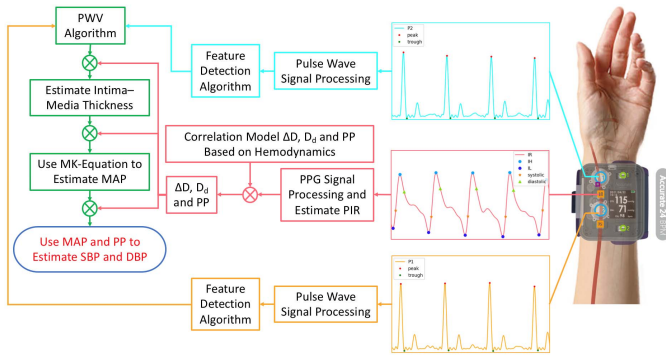 PWV
Algorithm
Estimate Intima–
Media Thickness
Use MK-Equation to
Estimate MAP
Use MAP and PP to
Estimate SBP and DBP
Feature
Detection
Algorithm
Pulse Wave
Signal Processing
P2
peak
trough
Correlation Model ΔD, Dd and PP
Based on Hemodynamics
ΔD, Dd
and PP
PPG Signal
Processing and
Estimate PIR
IR
IH
IL
systolic
diastolic
Feature
Detection
Algorithm
Pulse Wave
Signal Processing
P1
peak
trough
115
71
Accurate 24